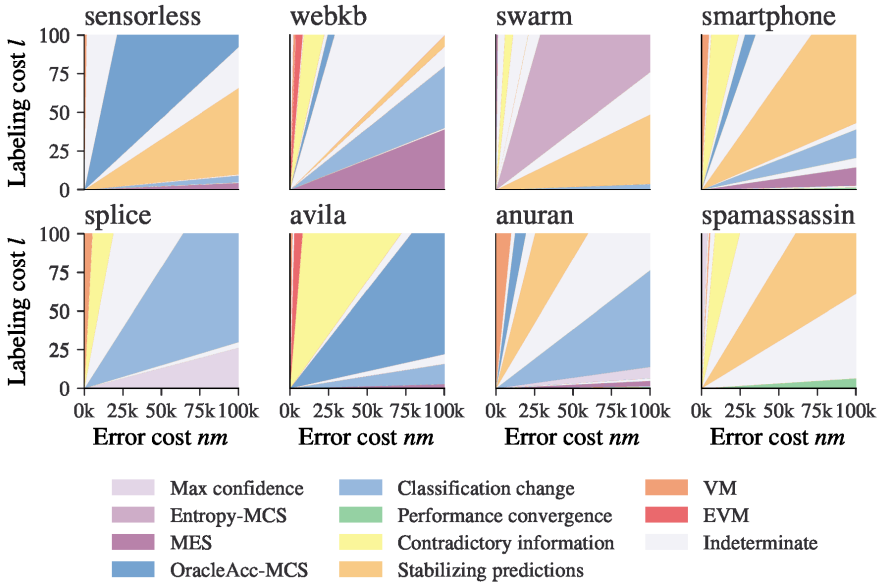 sensorless webkb swarm smartphone
Labeling cost l
100
75
50
25
0
splice avila anuran spamassassin
Labeling cost l
100
75
50
25
0
0k 25k 50k 75k 100k 0k 25k 50k 75k 100k 0k 25k 50k 75k 100k 0k 25k 50k 75k 100k
Error cost nm Error cost nm Error cost nm Error cost nm
Max confidence Classification change VM
Entropy-MCS Performance convergence EVM
MES Contradictory information Indeterminate
OracleAcc-MCS Stabilizing predictions